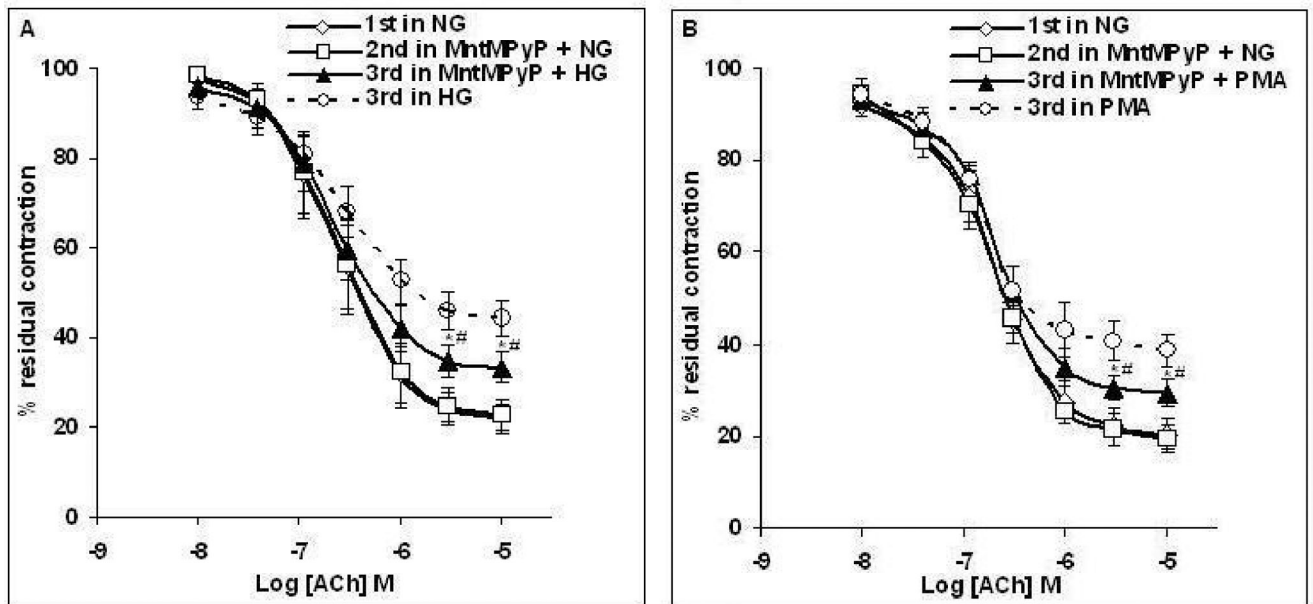 A
1st in NG
2nd in MntMPyP + NG
3rd in MntMPyP + HG
3rd in HG
100
80
60
40
20
0
% residual contraction
*#
*#
-9
-8
-7
-6
-5
Log [ACh] M
B
1st in NG
2nd in MntMPyP + NG
3rd in MntMPyP + PMA
3rd in PMA
100
80
60
40
20
0
% residual contraction
*#
*#
-9
-8
-7
-6
-5
Log [ACh] M